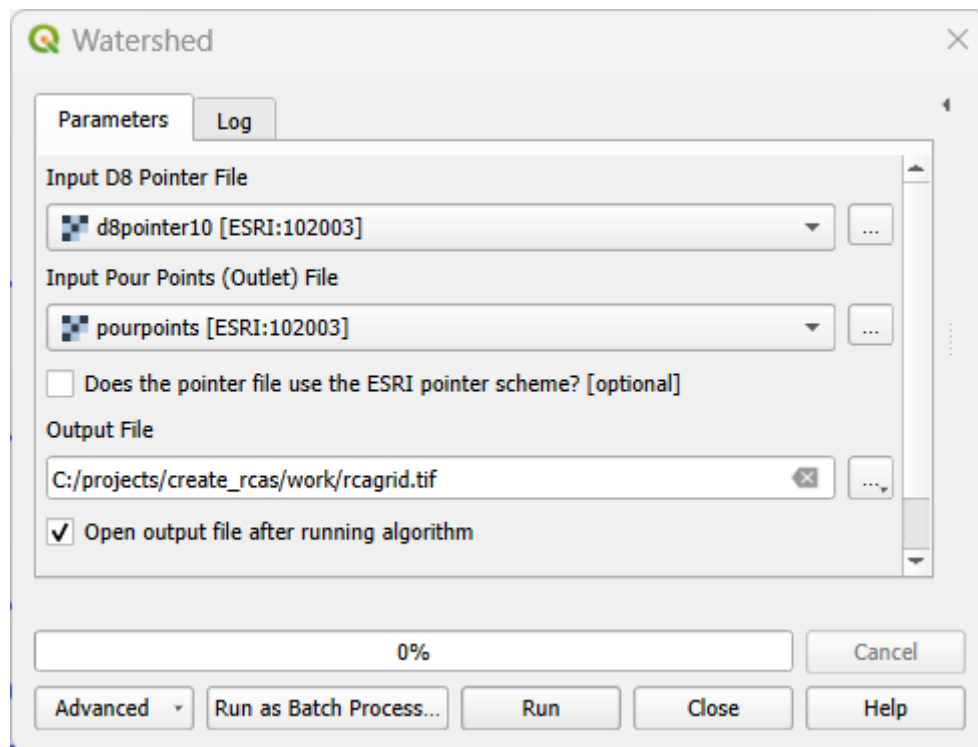 Watershed
Parameters
Log
Input D8 Pointer File
d8pointer10 [ESRI:102003]
...
Input Pour Points (Outlet) File
pourpoints [ESRI:102003]
...
Does the pointer file use the ESRI pointer scheme? [optional]
Output File
C:/projects/create_rcas/work/rcagrid.tif
...
Open output file after running algorithm
0%
Cancel
Advanced
Run as Batch Process...
Run
Close
Help